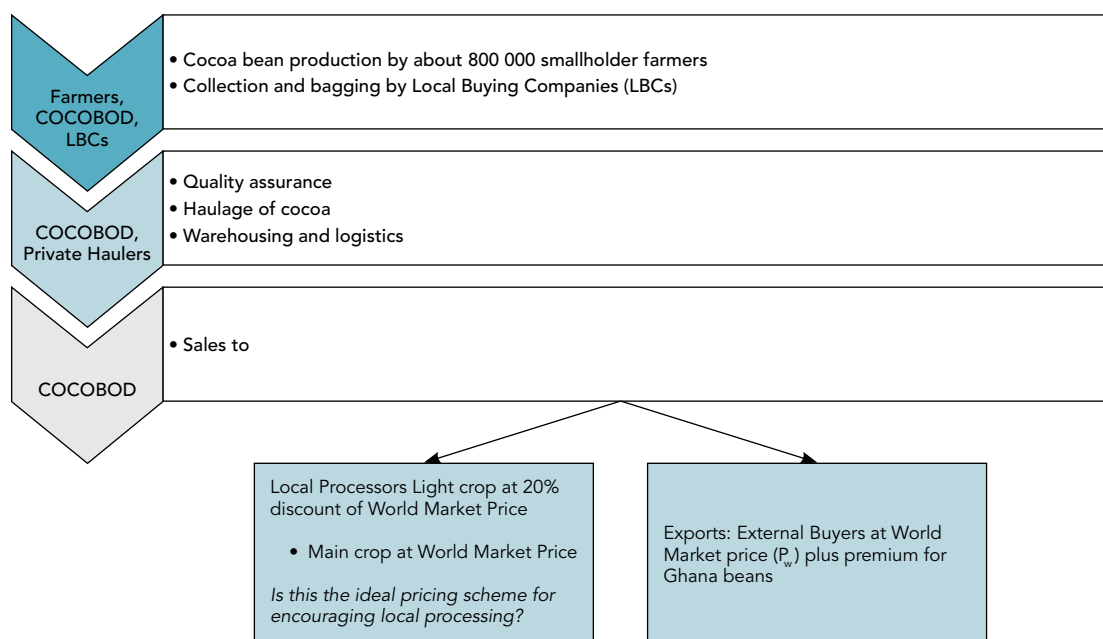 Farmers,
COCOBOD,
LBCs
• Cocoa bean production by about 800 000 smallholder farmers
• Collection and bagging by Local Buying Companies (LBCs)
COCOBOD,
Private Haulers
• Quality assurance
• Haulage of cocoa
• Warehousing and logistics
COCOBOD
• Sales to
Local Processors Light crop at 20%
discount of World Market Price
• Main crop at World Market Price
Is this the ideal pricing scheme for
encouraging local processing?
Exports: External Buyers at World
Market price (Pw) plus premium for
Ghana beans